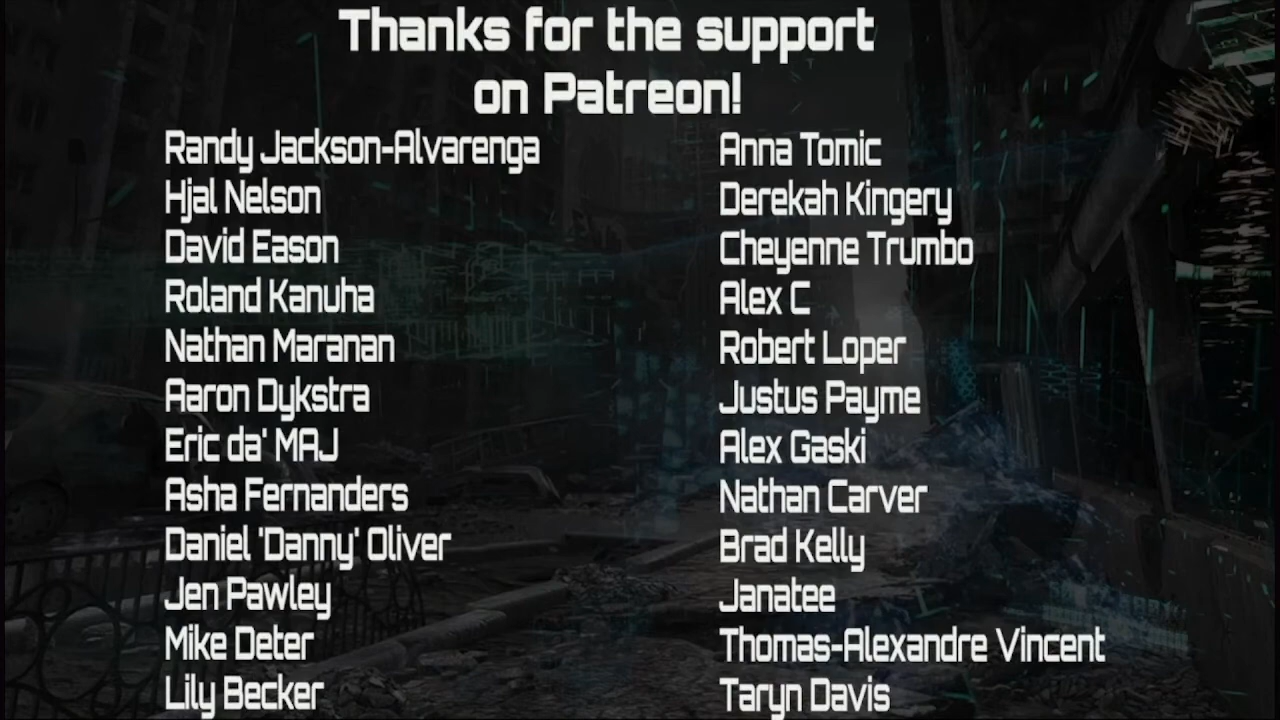 Thanks for the support
on Patreon!
Randy Jackson-Alvarenga
Hjal Nelson
David Eason
Roland Kanuha
Nathan Maranan
Aaron Dykstra
Eric da' MAJ
Asha Fernanders
Daniel 'Danny' Oliver
Jen Pawley
Mike Deter
Lily Becker
Anna Tomic
Derekah Kingery
Cheyenne Trumbo
Alex C
Robert Loper
Justus Payme
Alex Gaski
Nathan Carver
Brad Kelly
Janatee
Thomas-Alexandre Vincent
Taryn Davis